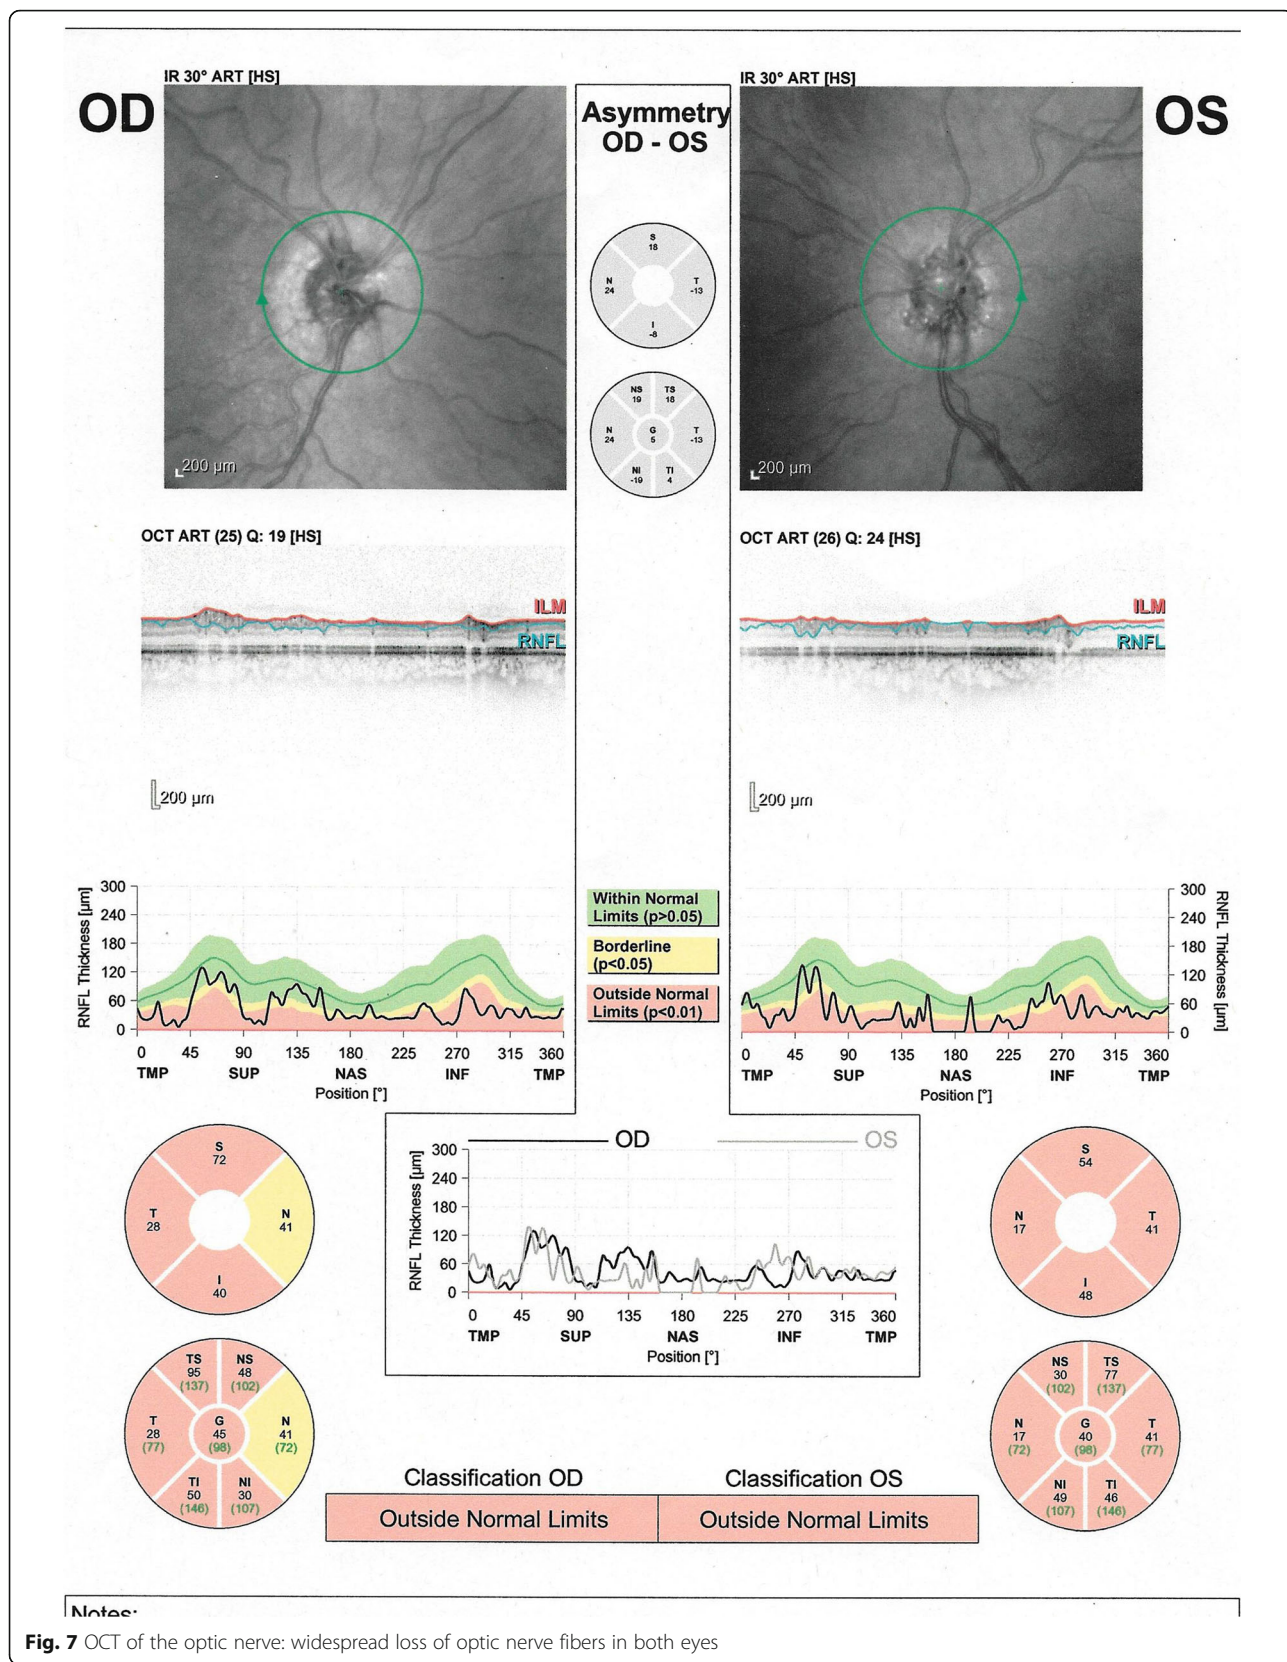 IR 30° ART [HS]
OD
200 µm
Asymmetry
OD - OS
S
18
N
24
T
-13
I
-8
NS
19
TS
18
N
24
G
5
T
-13
NI
-19
TI
4
IR 30° ART [HS]
OS
200 µm
OCT ART (25) Q: 19 [HS]
ILM
RNFL
200 µm
OCT ART (26) Q: 24 [HS]
ILM
RNFL
200 µm
RNFL Thickness [µm]
300
240
180
120
60
0
0 45 90 135 180 225 270 315 360
TMP SUP NAS INF TMP
Position [°]
Within Normal
Limits (p>0.05)
Borderline
(p<0.05)
Outside Normal
Limits (p<0.01)
300
240
180
120
60
0
RNFL Thickness [µm]
0 45 90 135 180 225 270 315 360
TMP SUP NAS INF TMP
Position [°]
S
72
T
28
N
41
I
40
OD OS
RNFL Thickness [µm]
300
240
180
120
60
0
0 45 90 135 180 225 270 315 360
TMP SUP NAS INF TMP
Position [°]
S
54
N
17
T
41
I
48
TS
95
(137)
NS
48
(102)
T
28
(77)
G
45
(98)
N
41
(72)
TI
50
(146)
NI
30
(107)
NS
30
(102)
TS
77
(137)
N
17
(72)
G
40
(98)
T
41
(77)
NI
49
(107)
TI
46
(146)
Classification OD Classification OS
Outside Normal Limits Outside Normal Limits
Notes:
Fig. 7 OCT of the optic nerve: widespread loss of optic nerve fibers in both eyes